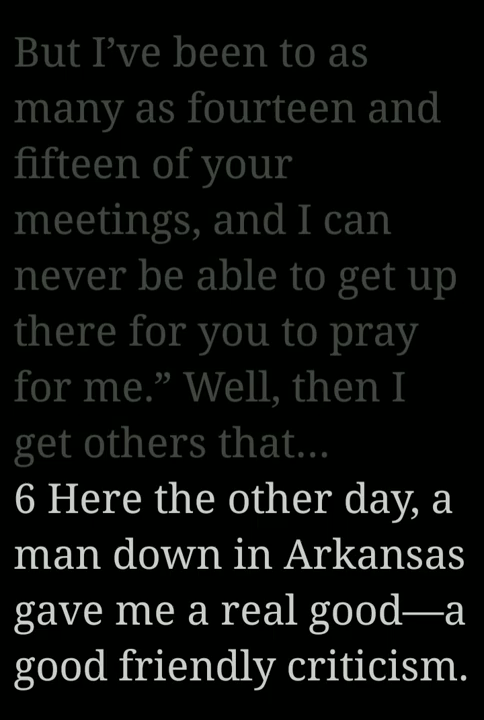 But I’ve been to as
many as fourteen and
fifteen of your
meetings, and I can
never be able to get up
there for you to pray
for me.” Well, then I
get others that...
6 Here the other day, a
man down in Arkansas
gave me a real good—a
good friendly criticism.